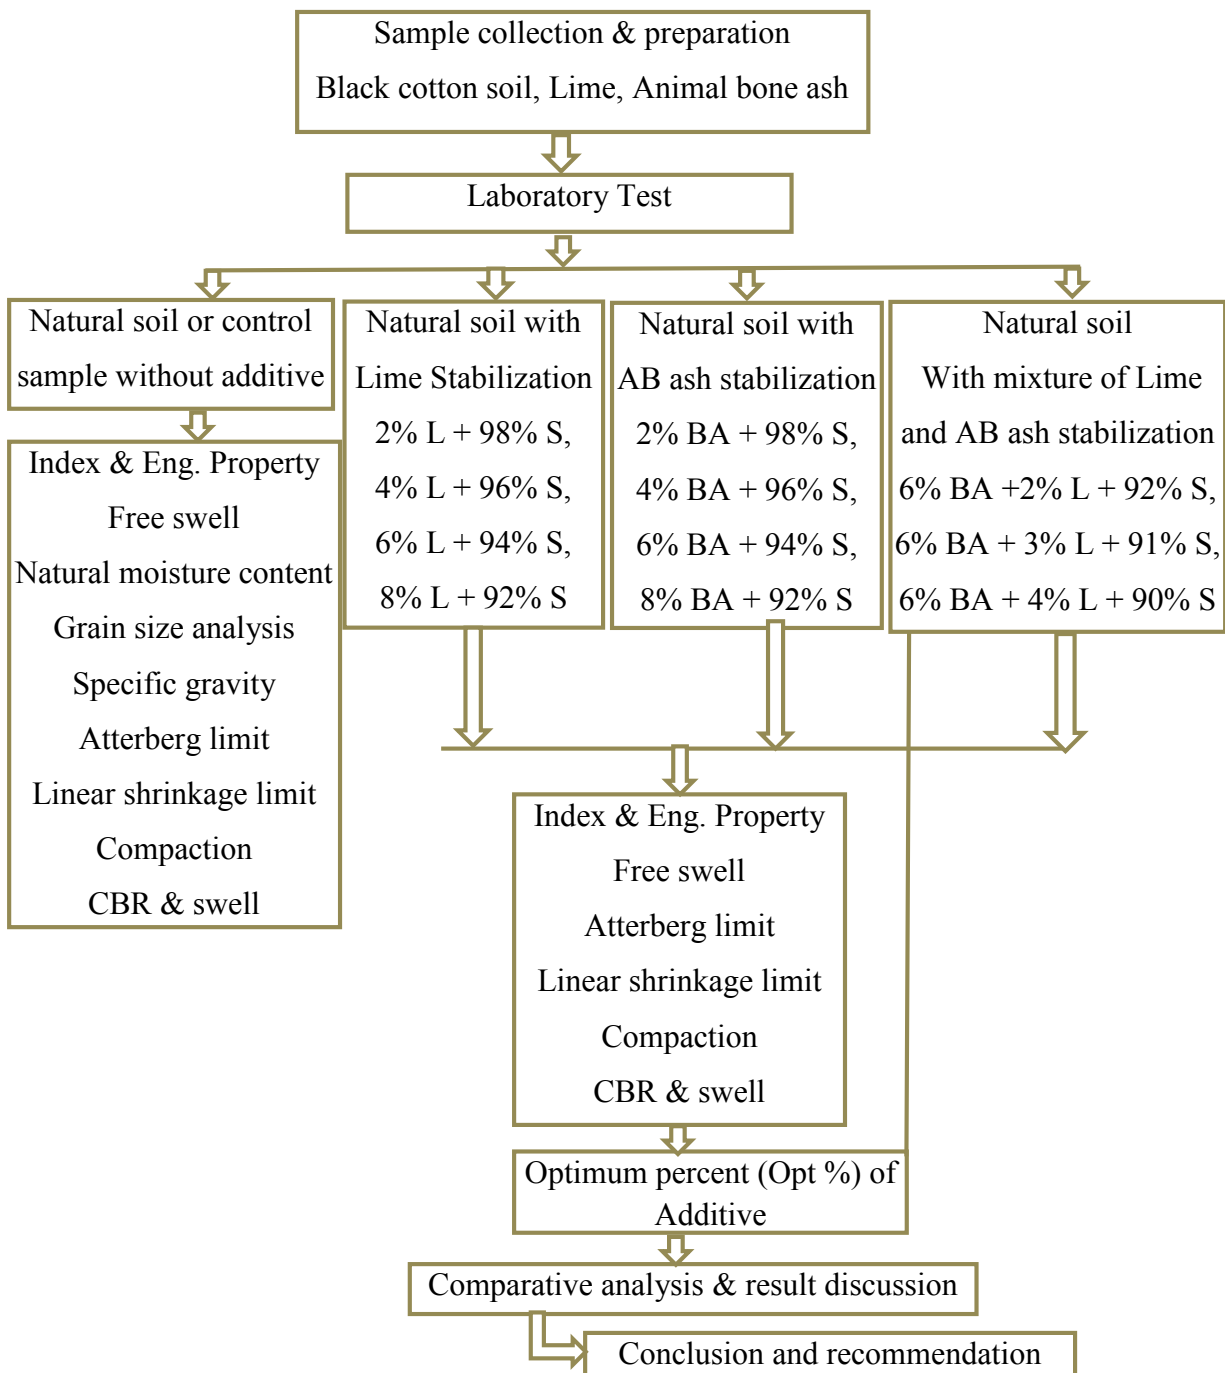 Sample collection & preparation
Black cotton soil, Lime, Animal bone ash
Laboratory Test
Natural soil or control
sample without additive
Natural soil with
Lime Stabilization
2% L + 98% S,
4% L + 96% S,
6% L + 94% S,
8% L + 92% S
Natural soil with
AB ash stabilization
2% BA + 98% S,
4% BA + 96% S,
6% BA + 94% S,
8% BA + 92% S
Natural soil
With mixture of Lime
and AB ash stabilization
6% BA +2% L + 92% S,
6% BA + 3% L + 91% S,
6% BA + 4% L + 90% S
Index & Eng. Property
Free swell
Natural moisture content
Grain size analysis
Specific gravity
Atterberg limit
Linear shrinkage limit
Compaction
CBR & swell
Index & Eng. Property
Free swell
Atterberg limit
Linear shrinkage limit
Compaction
CBR & swell
Optimum percent (Opt %) of
Additive
Comparative analysis & result discussion
Conclusion and recommendation